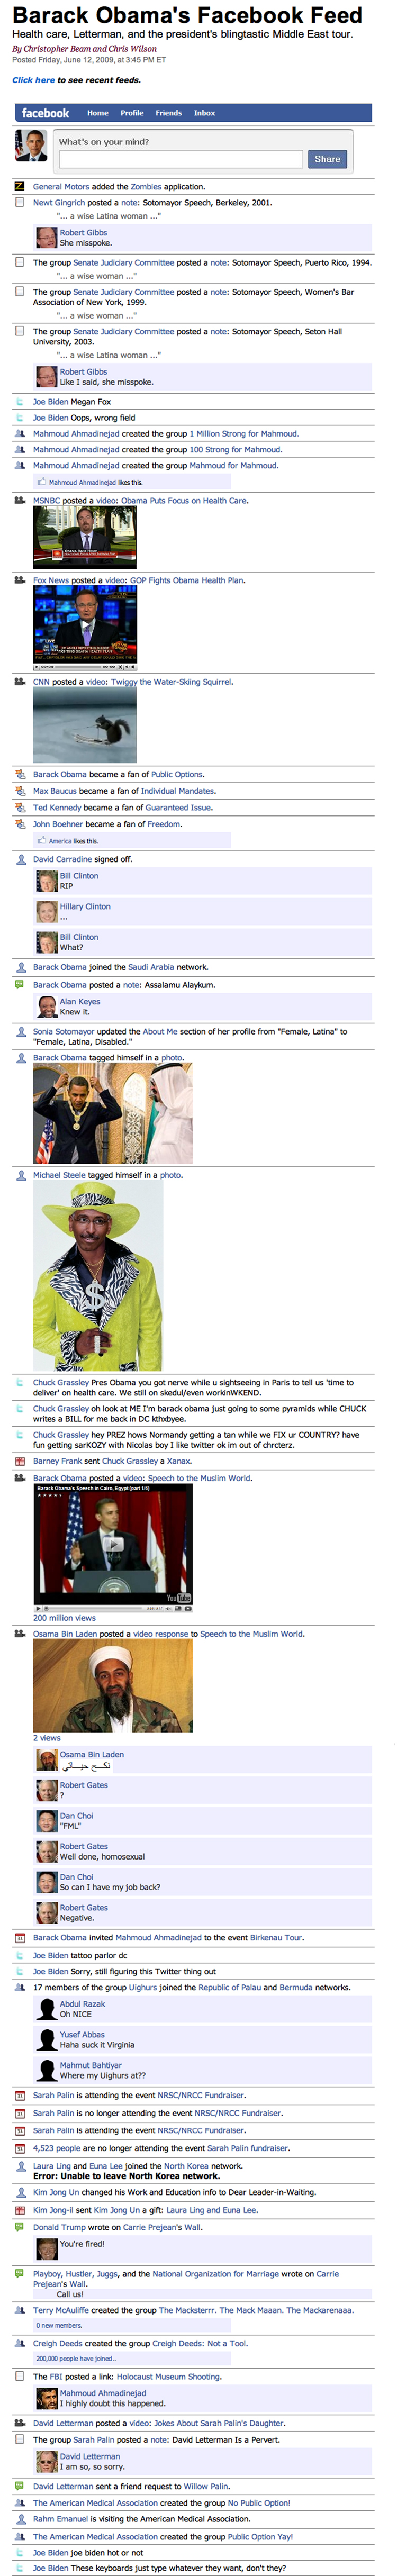 Barack Obama's Facebook Feed
Health care, Letterman, and the president's blingtastic Middle East tour.
By Christopher Beam and Chris Wilson
Posted Friday, June 12, 2009, at 3:45 PM ET
Click here to see recent feeds.
facebook Home Profile Friends Inbox
What's on your mind?
Share
General Motors added the Zombies application.
Newt Gingrich posted a note: Sotomayor Speech, Berkeley, 2001.
"... a wise Latina woman ..."
Robert Gibbs
She misspoke.
The group Senate Judiciary Committee posted a note: Sotomayor Speech, Puerto Rico, 1994.
"... a wise woman ..."
The group Senate Judiciary Committee posted a note: Sotomayor Speech, Women's Bar
Association of New York, 1999.
"... a wise woman ..."
The group Senate Judiciary Committee posted a note: Sotomayor Speech, Seton Hall
University, 2003.
"... a wise Latina woman ..."
Robert Gibbs
Like I said, she misspoke.
Joe Biden Megan Fox
Joe Biden Oops, wrong field
Mahmoud Ahmadinejad created the group 1 Million Strong for Mahmoud.
Mahmoud Ahmadinejad created the group 100 Strong for Mahmoud.
Mahmoud Ahmadinejad created the group Mahmoud for Mahmoud.
Mahmoud Ahmadinejad likes this.
MSNBC posted a video: Obama Puts Focus on Health Care.
Fox News posted a video: GOP Fights Obama Health Plan.
LIVE
CNN posted a video: Twiggy the Water-Skiing Squirrel.
Barack Obama became a fan of Public Options.
Max Baucus became a fan of Individual Mandates.
Ted Kennedy became a fan of Guaranteed Issue.
John Boehner became a fan of Freedom.
America likes this.
David Carradine signed off.
Bill Clinton
RIP
Hillary Clinton
...
Bill Clinton
What?
Barack Obama joined the Saudi Arabia network.
Barack Obama posted a note: Assalamu Alaykum.
Alan Keyes
Knew it.
Sonia Sotomayor updated the About Me section of her profile from "Female, Latina" to
"Female, Latina, Disabled."
Barack Obama tagged himself in a photo.
Michael Steele tagged himself in a photo.
$
Chuck Grassley Pres Obama you got nerve while u sightseeing in Paris to tell us 'time to
deliver' on health care. We still on skedul/even workinWKEND.
Chuck Grassley oh look at ME I'm barack obama just going to some pyramids while CHUCK
writes a BILL for me back in DC kthxbyee.
Chuck Grassley hey PREZ HOWS Normandy getting a tan while we FIX ur COUNTRY? have
fun getting sarKOZY with Nicolas boy I like twitter ok im out of chrcterz.
Barney Frank sent Chuck Grassley a Xanax.
Barack Obama posted a video: Speech to the Muslim World.
Barack Obama's Speech in Cairo, Egypt (part 1/6)
YouTube
200 million views
Osama Bin Laden posted a video response to Speech to the Muslim World.
2 views
Osama Bin Laden
نكح حياتي
Robert Gates
?
Dan Choi
"FML"
Robert Gates
Well done, homosexual
Dan Choi
So can I have my job back?
Robert Gates
Negative.
Barack Obama invited Mahmoud Ahmadinejad to the event Birkenau Tour.
Joe Biden tattoo parlor dc
Joe Biden Sorry, still figuring this Twitter thing out
17 members of the group Uighurs joined the Republic of Palau and Bermuda networks.
Abdul Razak
Oh NICE
Yusef Abbas
Haha suck it Virginia
Mahmut Bahtiyar
Where my Uighurs at??
Sarah Palin is attending the event NRSC/NRCC Fundraiser.
Sarah Palin is no longer attending the event NRSC/NRCC Fundraiser.
Sarah Palin is attending the event NRSC/NRCC Fundraiser.
4,523 people are no longer attending the event Sarah Palin fundraiser.
Laura Ling and Euna Lee joined the North Korea network.
Error: Unable to leave North Korea network.
Kim Jong Un changed his Work and Education info to Dear Leader-in-Waiting.
Kim Jong-il sent Kim Jong Un a gift: Laura Ling and Euna Lee.
Donald Trump wrote on Carrie Prejean's Wall.
You're fired!
Playboy, Hustler, Juggs, and the National Organization for Marriage wrote on Carrie
Prejean's Wall.
Call us!
Terry McAuliffe created the group The Macksterrr. The Mack Maaan. The Mackarenaaa.
0 new members.
Creigh Deeds created the group Creigh Deeds: Not a Tool.
200,000 people have joined..
The FBI posted a link: Holocaust Museum Shooting.
Mahmoud Ahmadinejad
I highly doubt this happened.
David Letterman posted a video: Jokes About Sarah Palin's Daughter.
The group Sarah Palin posted a note: David Letterman Is a Pervert.
David Letterman
I am so, so sorry.
David Letterman sent a friend request to Willow Palin.
The American Medical Association created the group No Public Option!
Rahm Emanuel is visiting the American Medical Association.
The American Medical Association created the group Public Option Yay!
Joe Biden joe biden hot or not
Joe Biden These keyboards just type whatever they want, don't they?